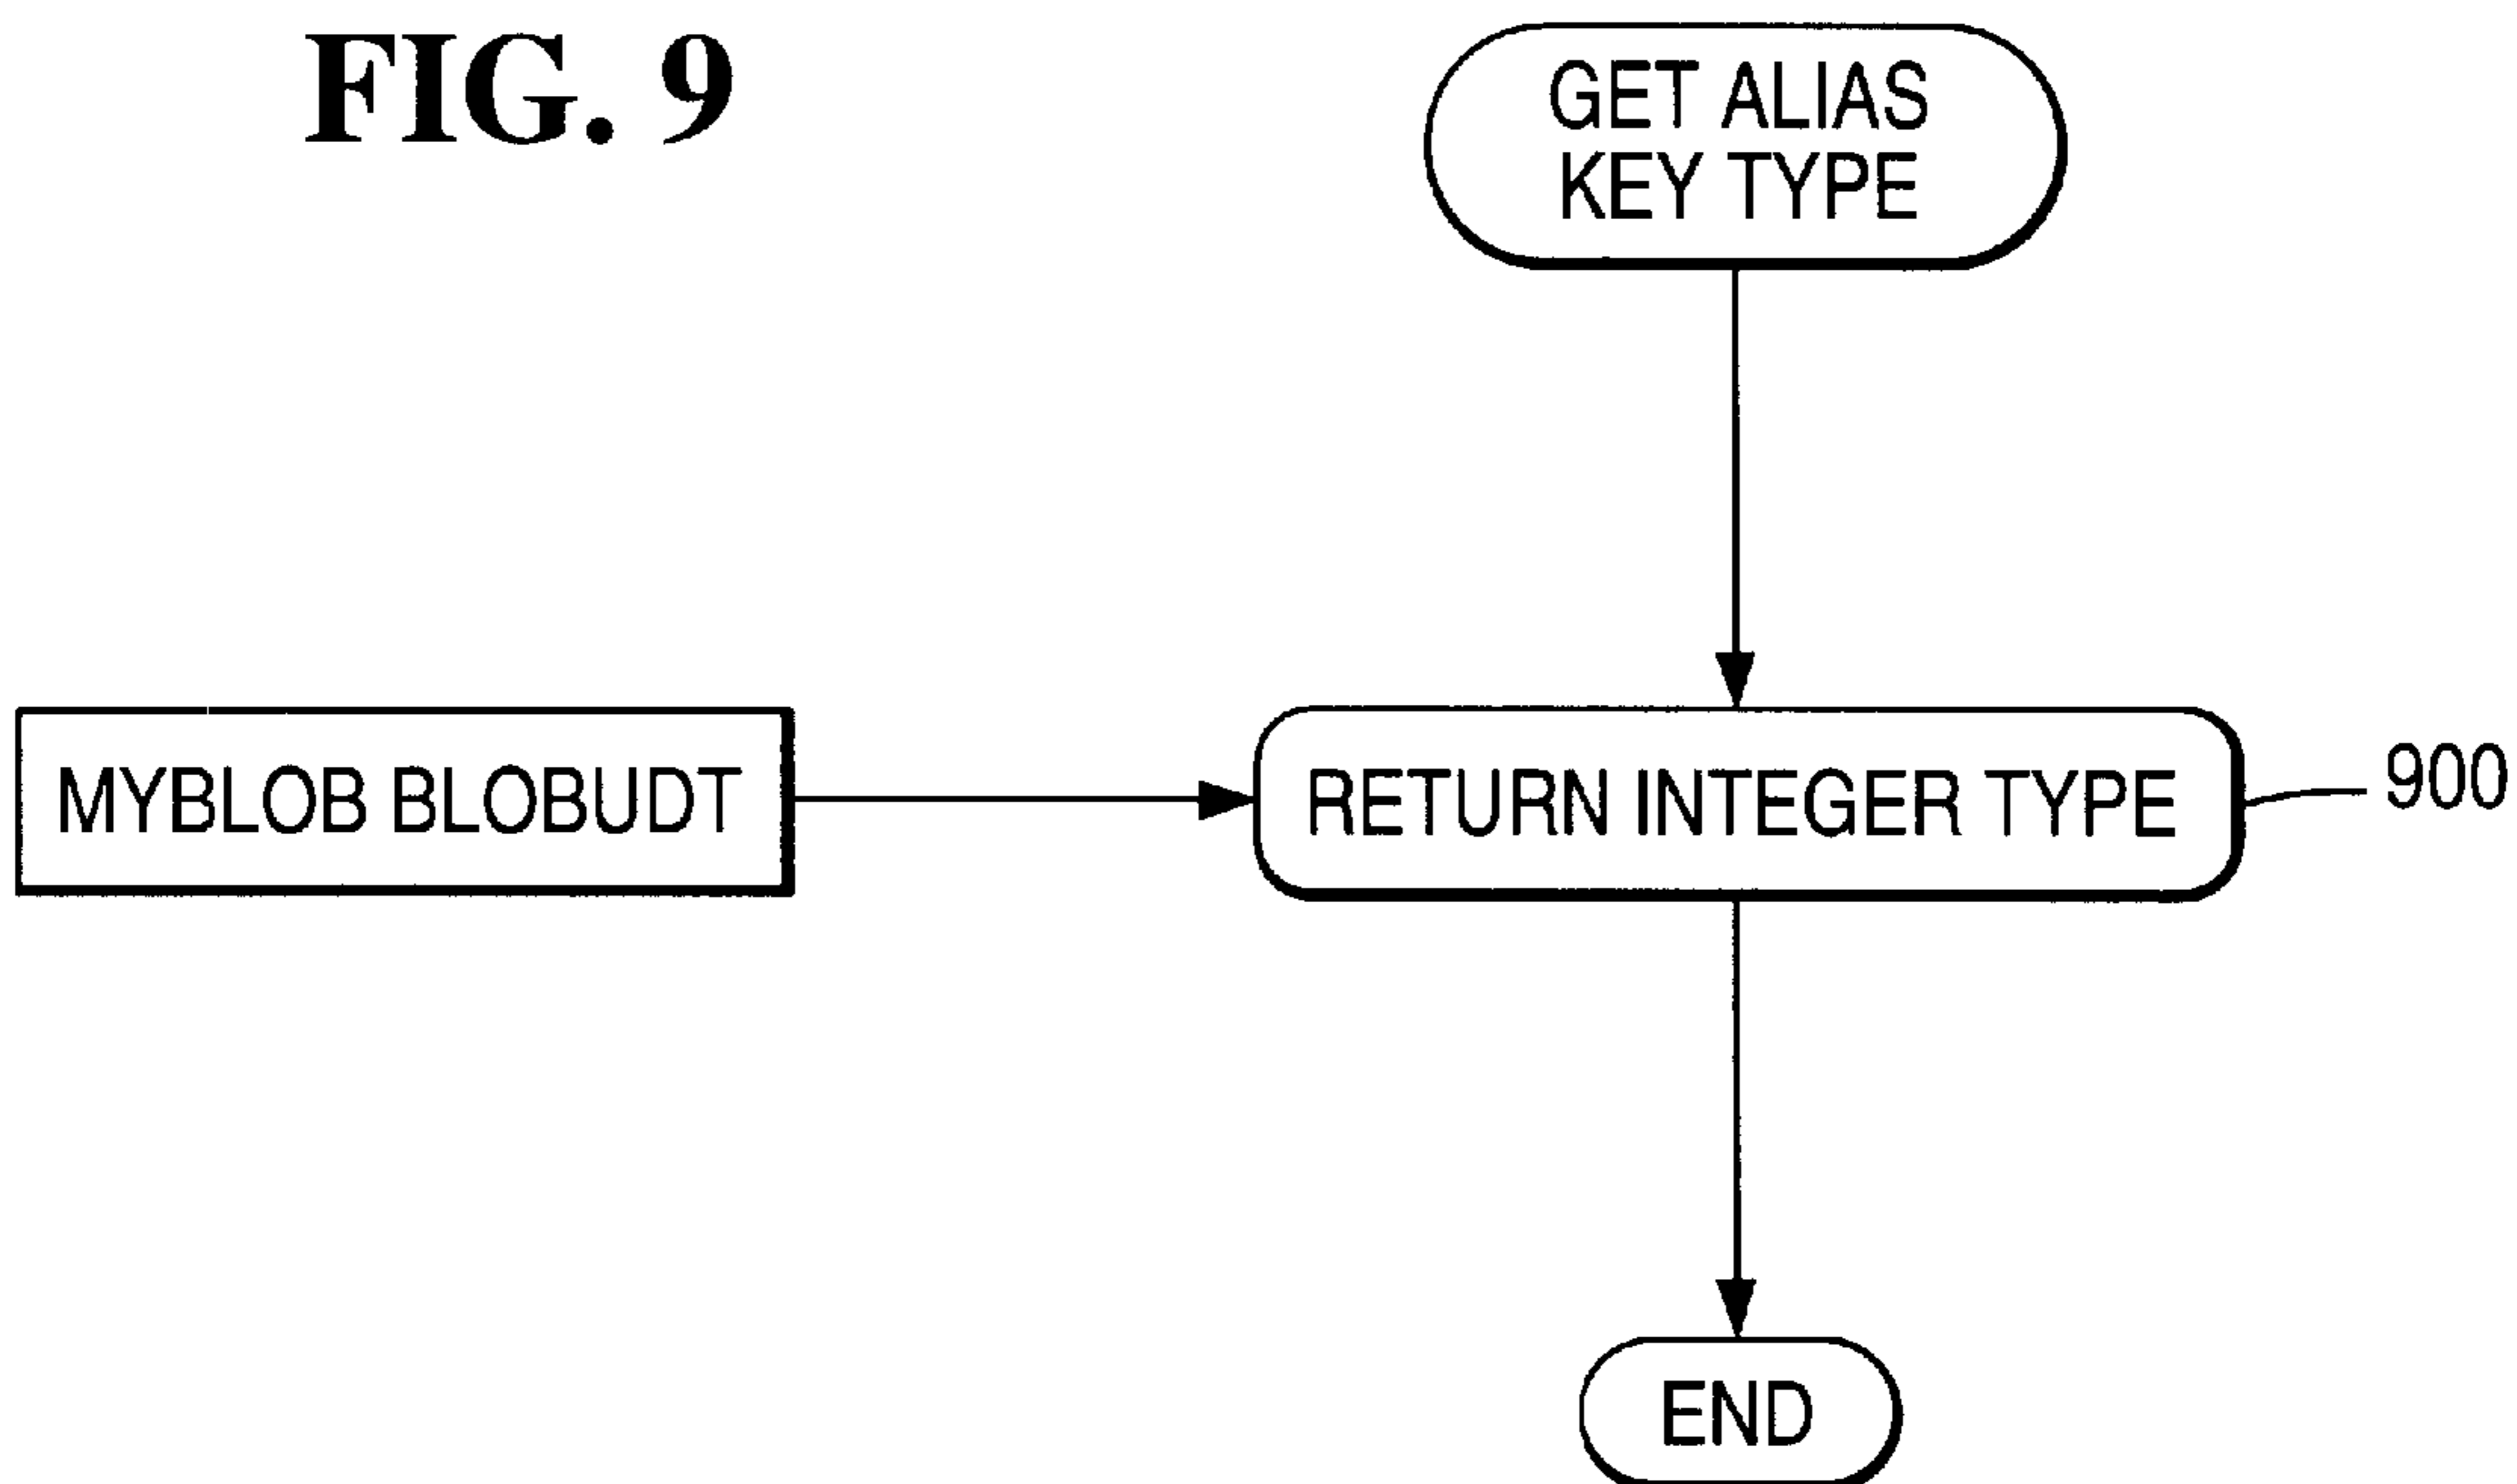 FIG. 9
GET ALIAS
KEY TYPE
MYBLOB BLOBUDT
RETURN INTEGER TYPE
900
END